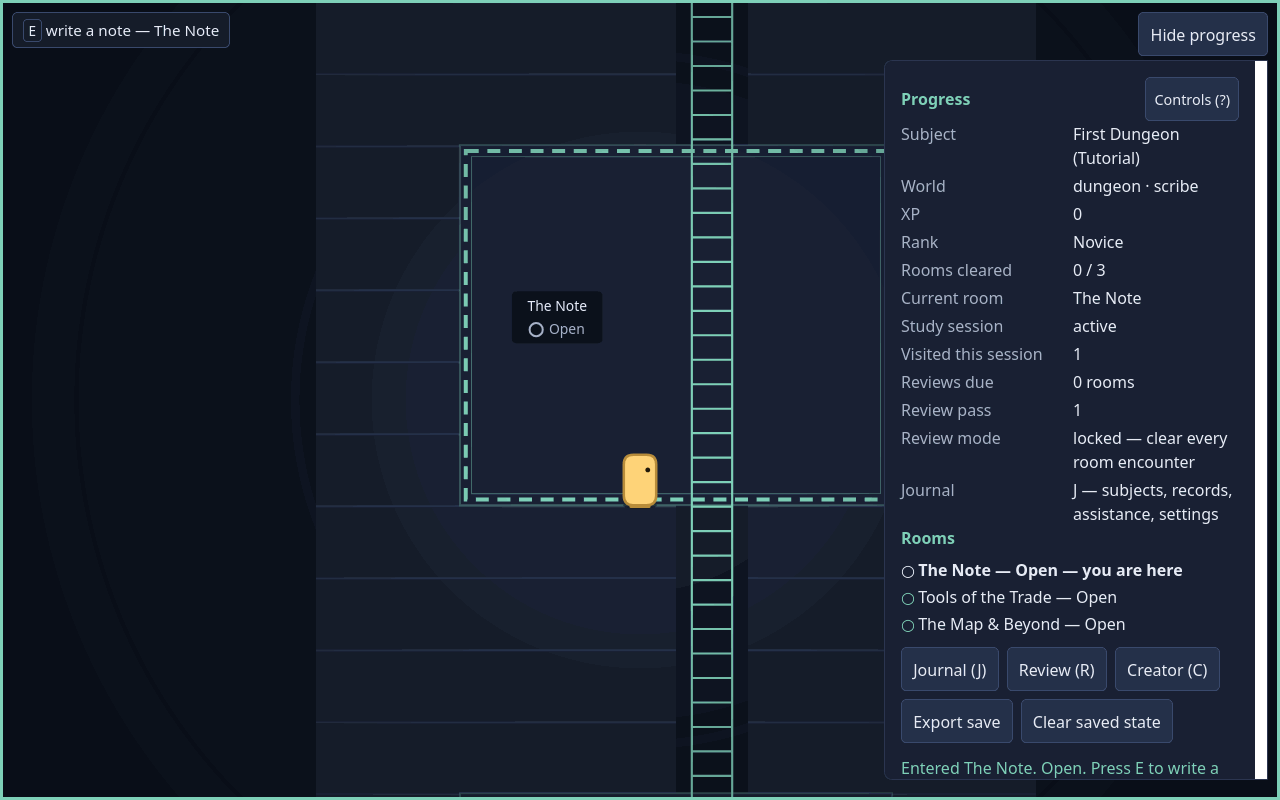 E write a note — The Note
Hide progress
The Note
Open
Progress
Controls (?)
Subject First Dungeon
(Tutorial)
World dungeon · scribe
XP 0
Rank Novice
Rooms cleared 0 / 3
Current room The Note
Study session active
Visited this session 1
Reviews due 0 rooms
Review pass 1
Review mode locked — clear every
room encounter
Journal J — subjects, records,
assistance, settings
Rooms
The Note — Open — you are here
Tools of the Trade — Open
The Map & Beyond — Open
Journal (J) Review (R) Creator (C)
Export save Clear saved state
Entered The Note. Open. Press E to write a